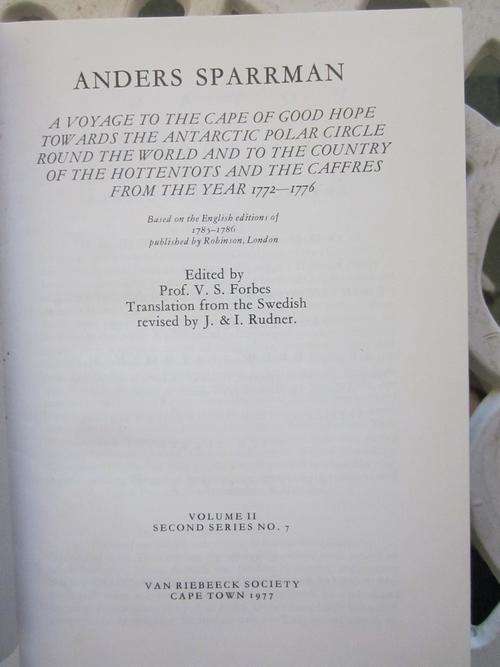 ANDERS SPARRMAN
A VOYAGE TO THE CAPE OF GOOD HOPE
TOWARDS THE ANTARCTIC POLAR CIRCLE
ROUND THE WORLD AND TO THE COUNTRY
OF THE HOTTENTOTS AND THE CAFFRES
FROM THE YEAR 1772—1776
Based on the English editions of
1785–1786
published by Robinson, London
Edited by
Prof. V. S. Forbes
Translation from the Swedish
revised by J. & I. Rudner.
VOLUME II
SECOND SERIES NO. 7
VAN RIEBEECK SOCIETY
CAPE TOWN 1977